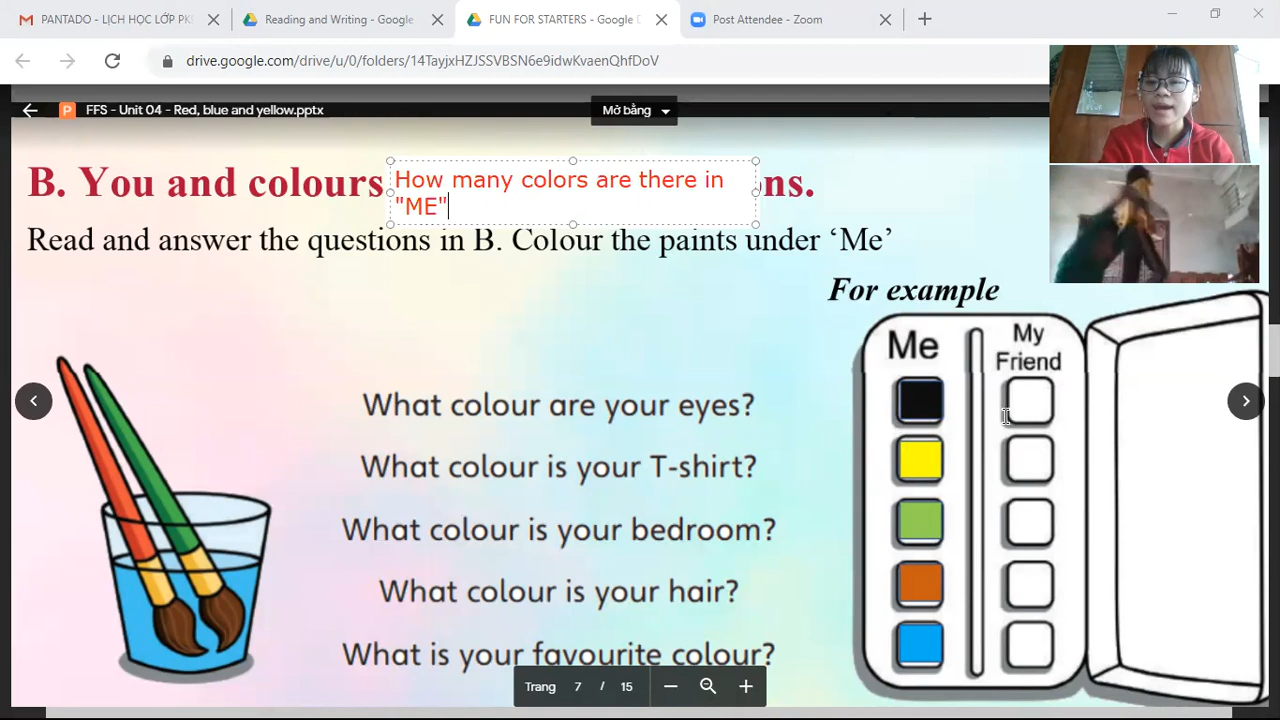 PANTADO - LỊCH HỌC LỚP PK
Reading and Writing - Google
FUN FOR STARTERS - Google
Post Attendee - Zoom
drive.google.com/drive/u/0/folders/14TayjxHZJSSVBSN6e9idwKvaenQhfDoV
P FFS - Unit 04 - Red, blue and yellow.pptx
Mở bằng
B. You and colours
ns.
How many colors are there in
"ME"
Read and answer the questions in B. Colour the paints under ‘Me’
For example
Me
My
Friend
What colour are your eyes?
What colour is your T-shirt?
What colour is your bedroom?
What colour is your hair?
What is your favourite colour?
Trang 7 / 15